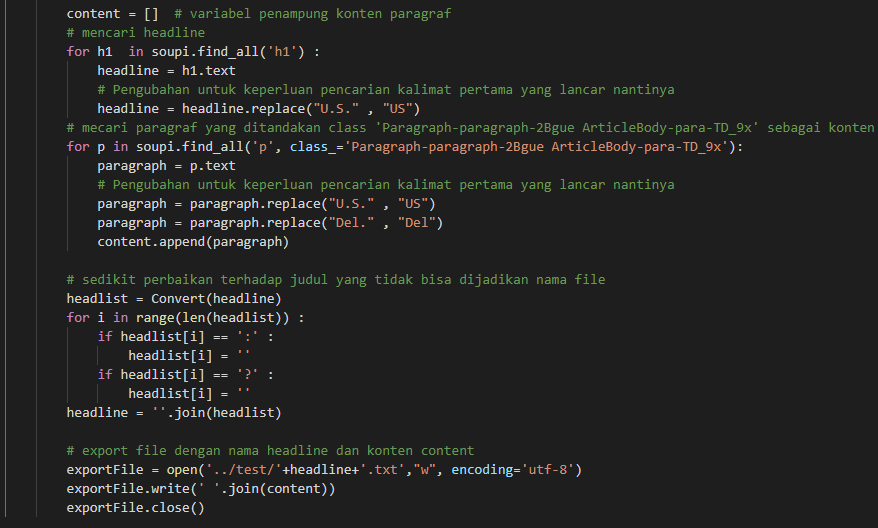 content = []  # variabel penampung konten paragraf
# mencari headline
for h1  in soupi.find_all('h1') :
    headline = h1.text
    # Pengubahan untuk keperluan pencarian kalimat pertama yang lancar nantinya
    headline = headline.replace("U.S." , "US")
# mecari paragraf yang ditandakan class 'Paragraph-paragraph-2Bgue ArticleBody-para-TD_9x' sebagai konten
for p in soupi.find_all('p', class_='Paragraph-paragraph-2Bgue ArticleBody-para-TD_9x'):
    paragraph = p.text
    # Pengubahan untuk keperluan pencarian kalimat pertama yang lancar nantinya
    paragraph = paragraph.replace("U.S." , "US")
    paragraph = paragraph.replace("Del." , "Del")
    content.append(paragraph)

# sedikit perbaikan terhadap judul yang tidak bisa dijadikan nama file
headlist = Convert(headline)
for i in range(len(headlist)) :
    if headlist[i] == ':' :
        headlist[i] = ''
    if headlist[i] == '?' :
        headlist[i] = ''
headline = ''.join(headlist)

# export file dengan nama headline dan konten content
exportFile = open('../test/'+headline+'.txt',"w", encoding='utf-8')
exportFile.write(' '.join(content))
exportFile.close()